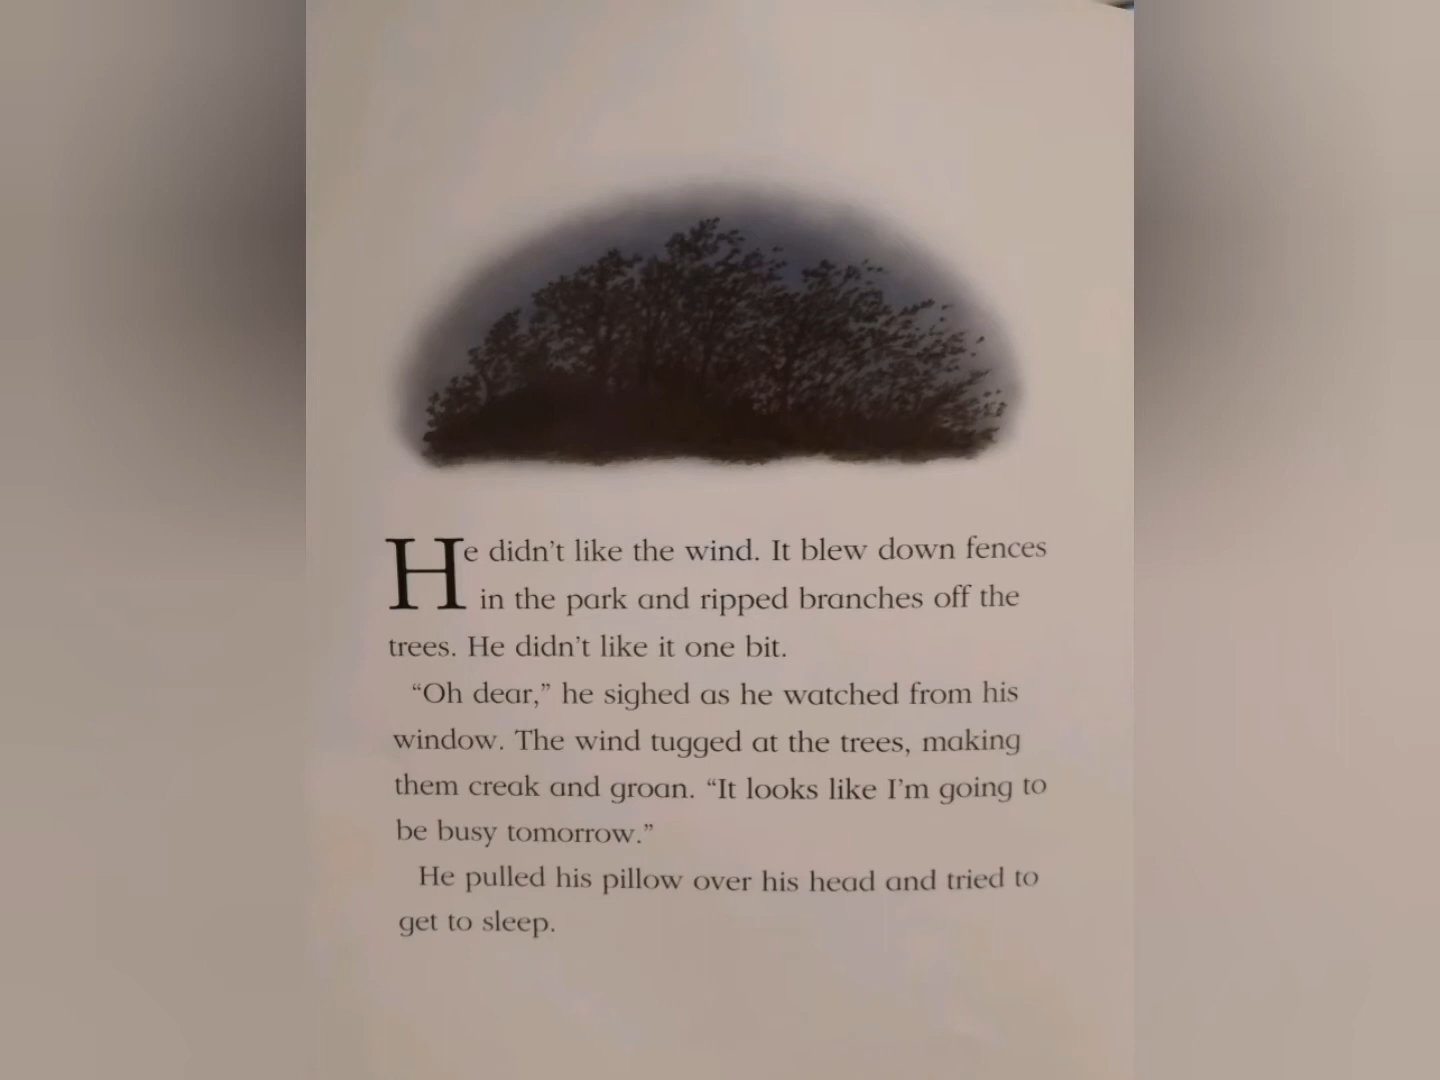 He didn’t like the wind. It blew down fences
in the park and ripped branches off the
trees. He didn’t like it one bit.
“Oh dear,” he sighed as he watched from his
window. The wind tugged at the trees, making
them creak and groan. “It looks like I’m going to
be busy tomorrow.”
He pulled his pillow over his head and tried to
get to sleep.